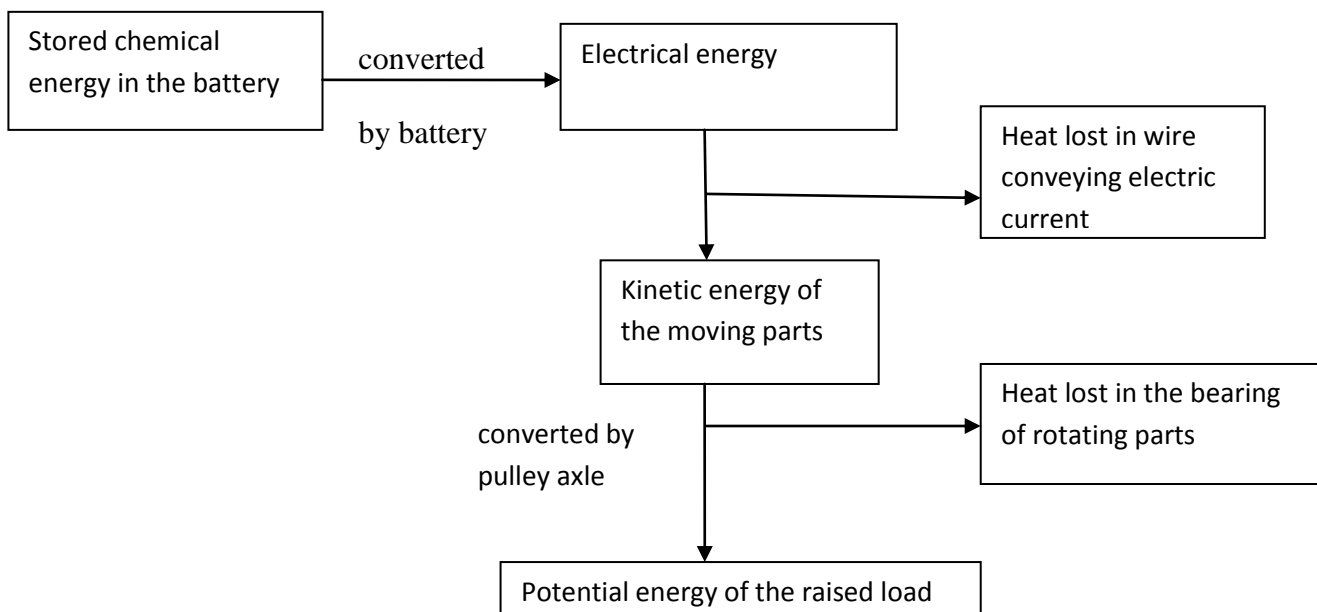 Stored chemical
energy in the battery
converted
by battery
Electrical energy
Heat lost in wire
conveying electric
current
Kinetic energy of
the moving parts
converted by
pulley axle
Heat lost in the bearing
of rotating parts
Potential energy of the raised load